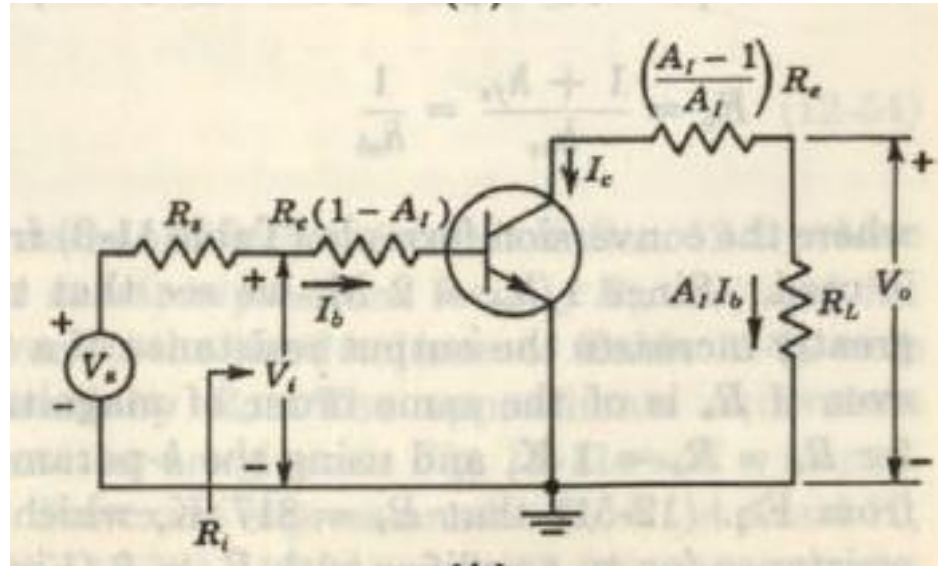 (A_I − 1 / A_I) R_e
I_c
R_s R_e(1 − A_I)
+ I_b
A_I I_b R_L V_o
+ V_s V_i
−
R_i